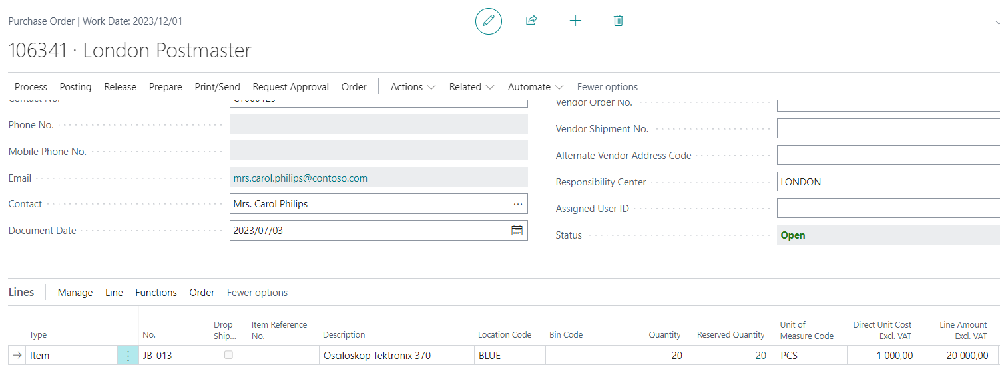 Purchase Order | Work Date: 2023/12/01
106341 · London Postmaster
Process Posting Release Prepare Print/Send Request Approval Order Actions Related Automate Fewer options
Contact No.
Vendor Order No.
Phone No.
Vendor Shipment No.
Mobile Phone No.
Alternate Vendor Address Code
Email mrs.carol.philips@contoso.com
Responsibility Center LONDON
Contact Mrs. Carol Philips ...
Assigned User ID
Document Date 2023/07/03
Status Open
Lines Manage Line Functions Order Fewer options
Type No. Drop Ship... Item Reference No. Description Location Code Bin Code Quantity Reserved Quantity Unit of Measure Code Direct Unit Cost Excl. VAT Line Amount Excl. VAT
Item JB_013 Osciloskop Tektronix 370 BLUE 20 20 PCS 1 000,00 20 000,00